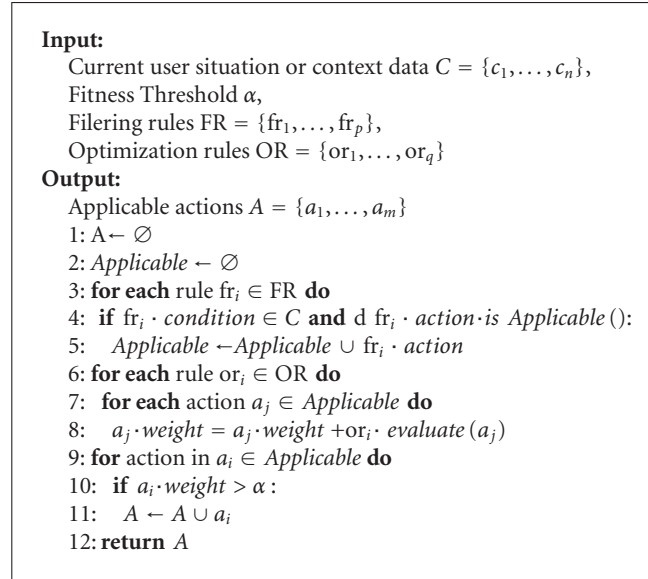 Input:
Current user situation or context data C = {c₁,...,cₙ},
Fitness Threshold α,
Filering rules FR = {fr₁,...,frₚ},
Optimization rules OR = {or₁,...,or_q}
Output:
Applicable actions A = {a₁,...,aₘ}
1: A← ∅
2: Applicable ← ∅
3: for each rule frᵢ ∈ FR do
4: if frᵢ · condition ∈ C and d frᵢ · action·is Applicable():
5: Applicable ←Applicable ∪ frᵢ · action
6: for each rule orᵢ ∈ OR do
7: for each action aⱼ ∈ Applicable do
8: aⱼ·weight = aⱼ·weight +orᵢ· evaluate(aⱼ)
9: for action in aᵢ ∈ Applicable do
10: if aᵢ·weight > α :
11: A ← A ∪ aᵢ
12: return A